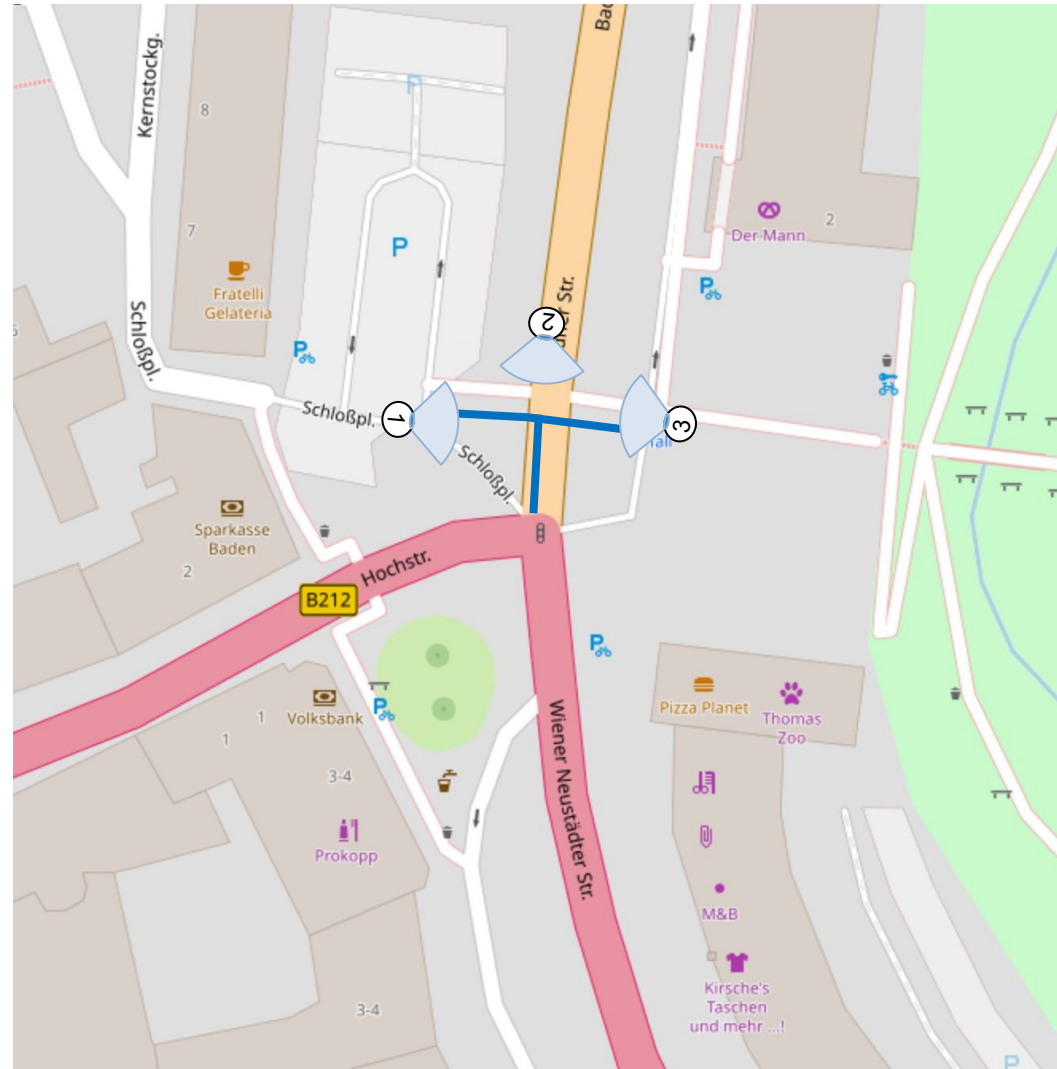 Kernstockg.
Bad
8
P
7
P
2
Der Mann
Fratelli
Gelateria
Schloßpl.
2
Schloßpl.
1
3
Schloßpl.
Sparkasse
Baden
2
Hochstr.
B212
1
Volksbank
1
3-4
Prokopp
Wiener Neustädter Str.
Pizza Planet
Thomas
Zoo
M&B
Kirsche's
Taschen
und mehr ...!
3-4
P